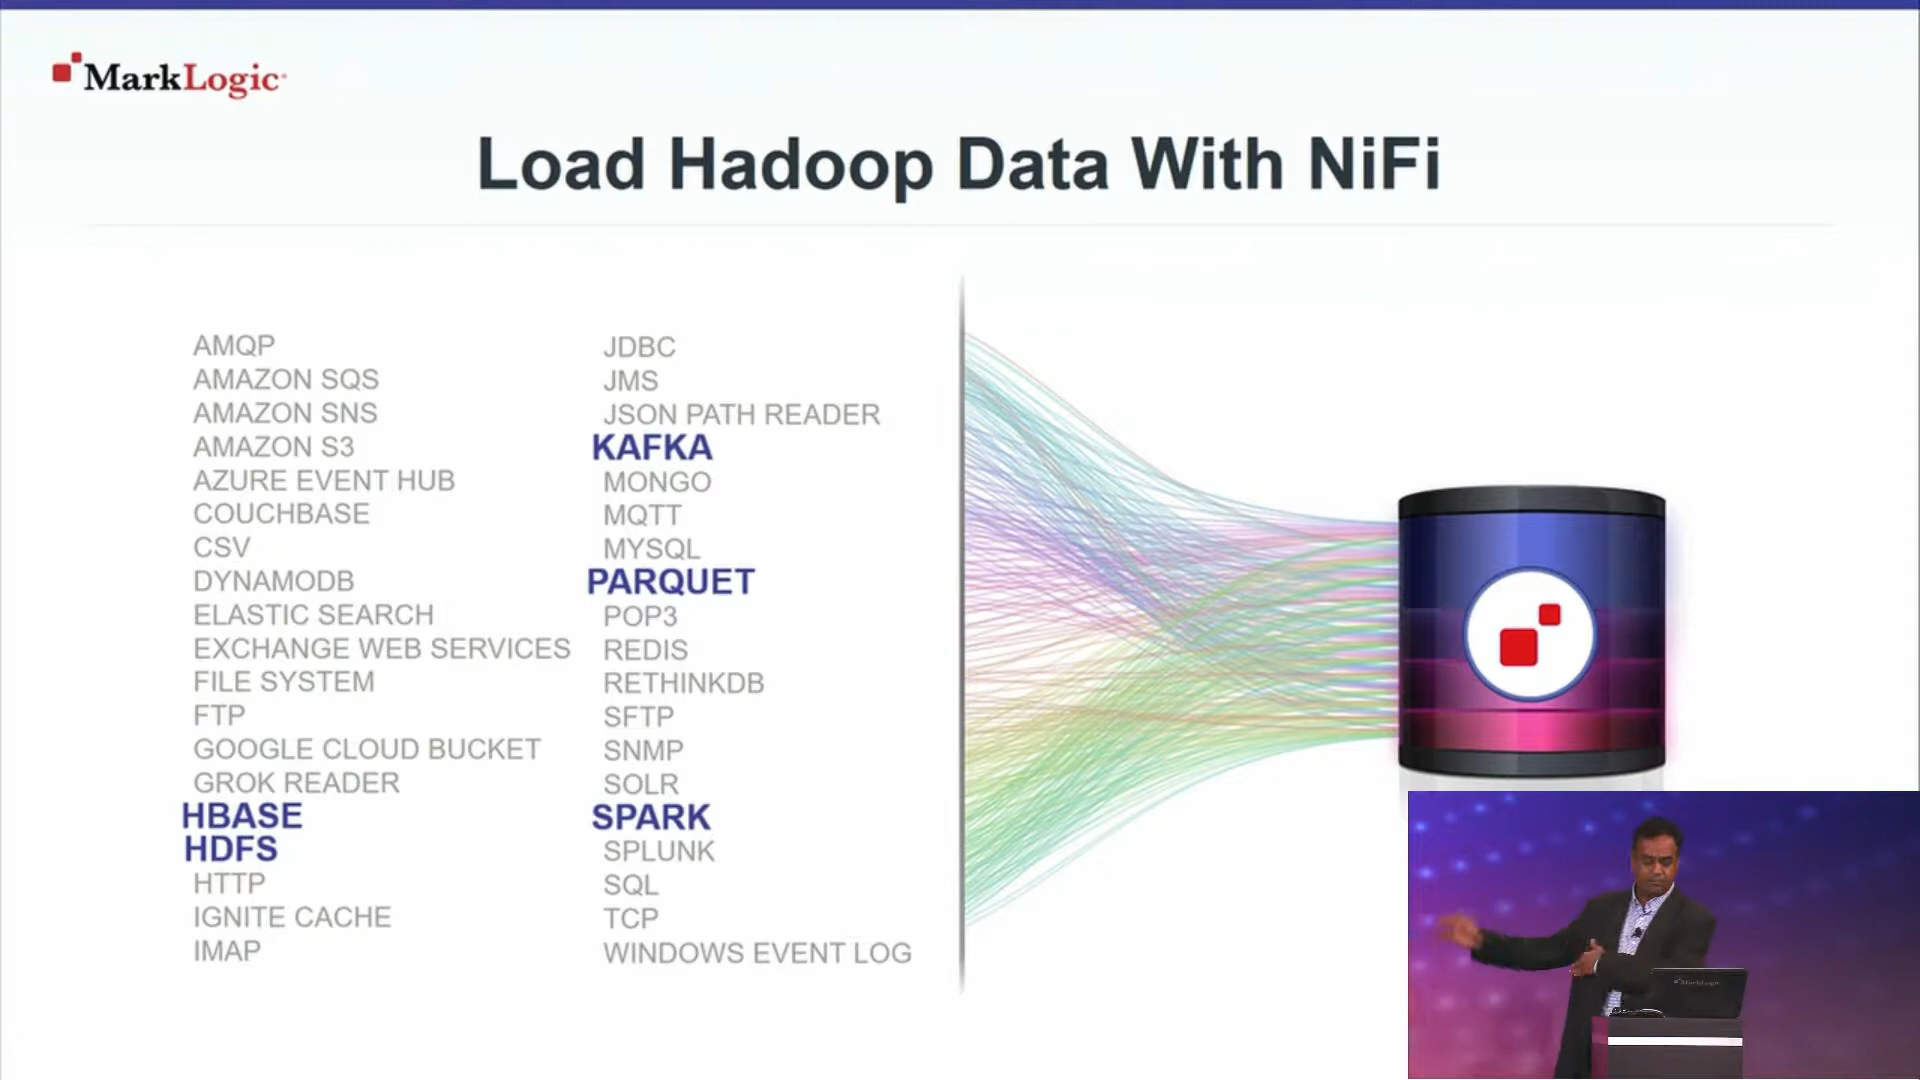 MarkLogic
Load Hadoop Data With NiFi
AMQP
AMAZON SQS
AMAZON SNS
AMAZON S3
AZURE EVENT HUB
COUCHBASE
CSV
DYNAMODB
ELASTIC SEARCH
EXCHANGE WEB SERVICES
FILE SYSTEM
FTP
GOOGLE CLOUD BUCKET
GROK READER
HBASE
HDFS
HTTP
IGNITE CACHE
IMAP
JDBC
JMS
JSON PATH READER
KAFKA
MONGO
MQTT
MYSQL
PARQUET
POP3
REDIS
RETHINKDB
SFTP
SNMP
SOLR
SPARK
SPLUNK
SQL
TCP
WINDOWS EVENT LOG
MarkLogic